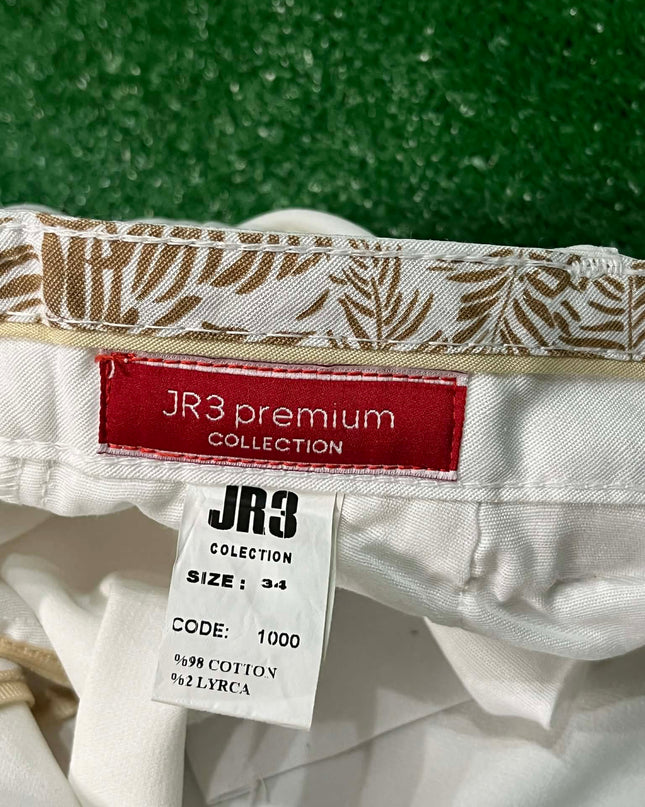 JR3 premium
COLLECTION
JR3
COLECTION
SIZE: 34
CODE: 1000
%98 COTTON
%2 LYRCA